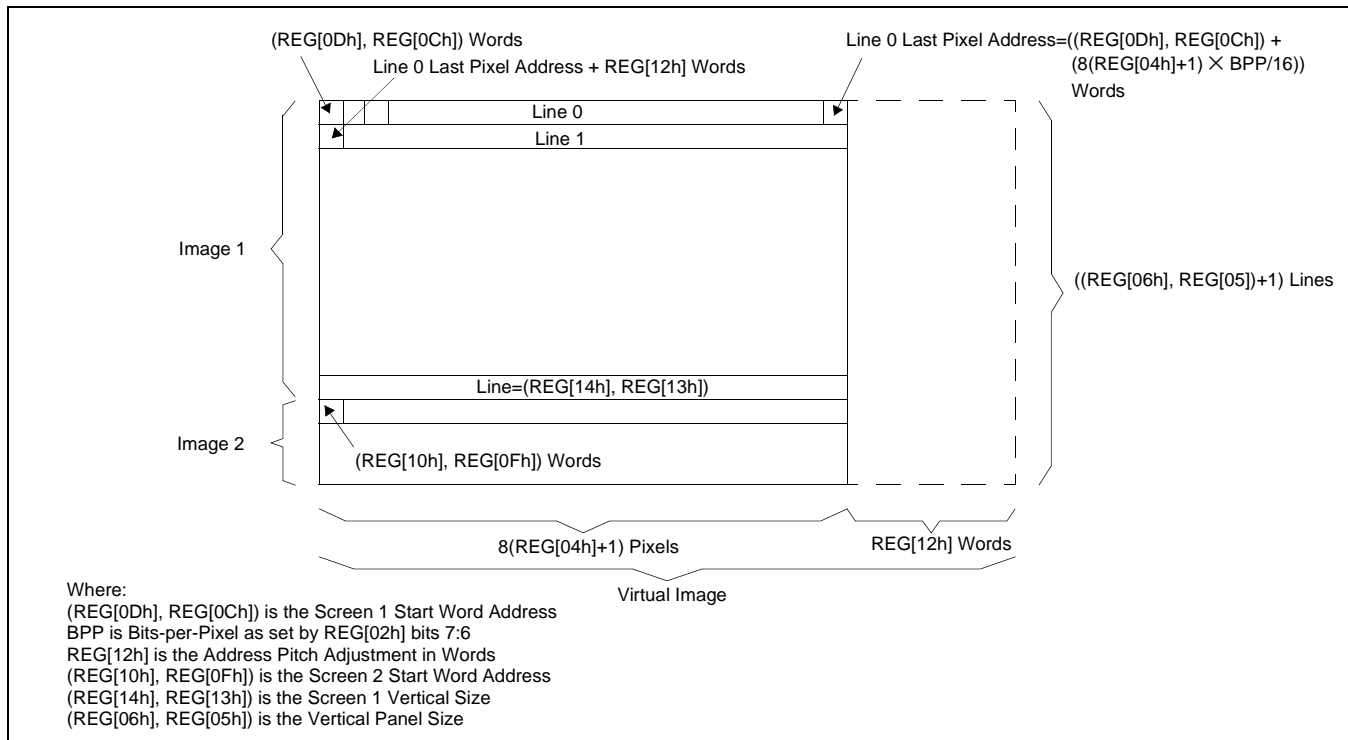 (REG[0Dh], REG[0Ch]) Words
Line 0 Last Pixel Address + REG[12h] Words
Line 0 Last Pixel Address=((REG[0Dh], REG[0Ch]) +
(8(REG[04h]+1) × BPP/16))
Words
Line 0
Line 1
Image 1
((REG[06h], REG[05])+1) Lines
Line=(REG[14h], REG[13h])
Image 2
(REG[10h], REG[0Fh]) Words
8(REG[04h]+1) Pixels
REG[12h] Words
Virtual Image
Where:
(REG[0Dh], REG[0Ch]) is the Screen 1 Start Word Address
BPP is Bits-per-Pixel as set by REG[02h] bits 7:6
REG[12h] is the Address Pitch Adjustment in Words
(REG[10h], REG[0Fh]) is the Screen 2 Start Word Address
(REG[14h], REG[13h]) is the Screen 1 Vertical Size
(REG[06h], REG[05h]) is the Vertical Panel Size